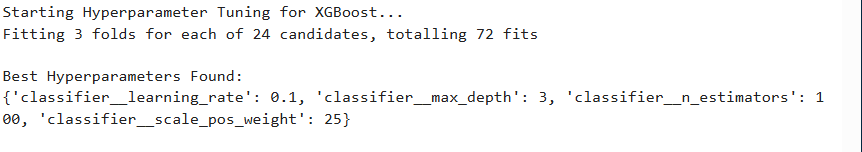 Starting Hyperparameter Tuning for XGBoost...
Fitting 3 folds for each of 24 candidates, totalling 72 fits
Best Hyperparameters Found:
{'classifier__learning_rate': 0.1, 'classifier__max_depth': 3, 'classifier__n_estimators': 1
00, 'classifier__scale_pos_weight': 25}